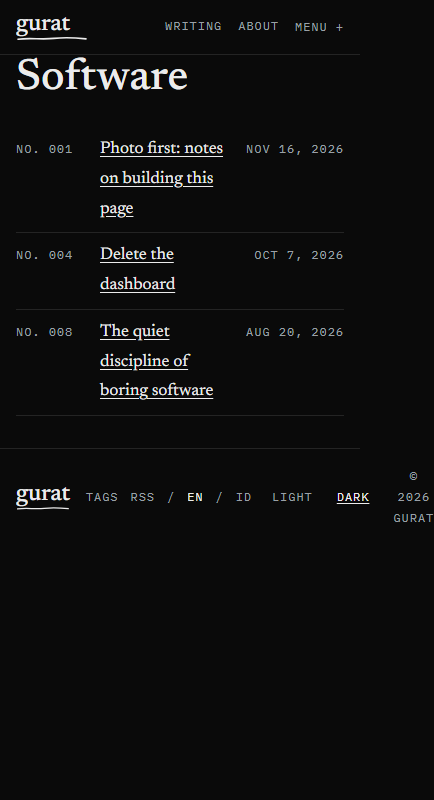 gurat WRITING ABOUT MENU +
Software
NO. 001 Photo first: notes NOV 16, 2026
on building this
page
NO. 004 Delete the OCT 7, 2026
dashboard
NO. 008 The quiet AUG 20, 2026
discipline of
boring software
gurat TAGS RSS / EN / ID LIGHT DARK © 2026 GURAT